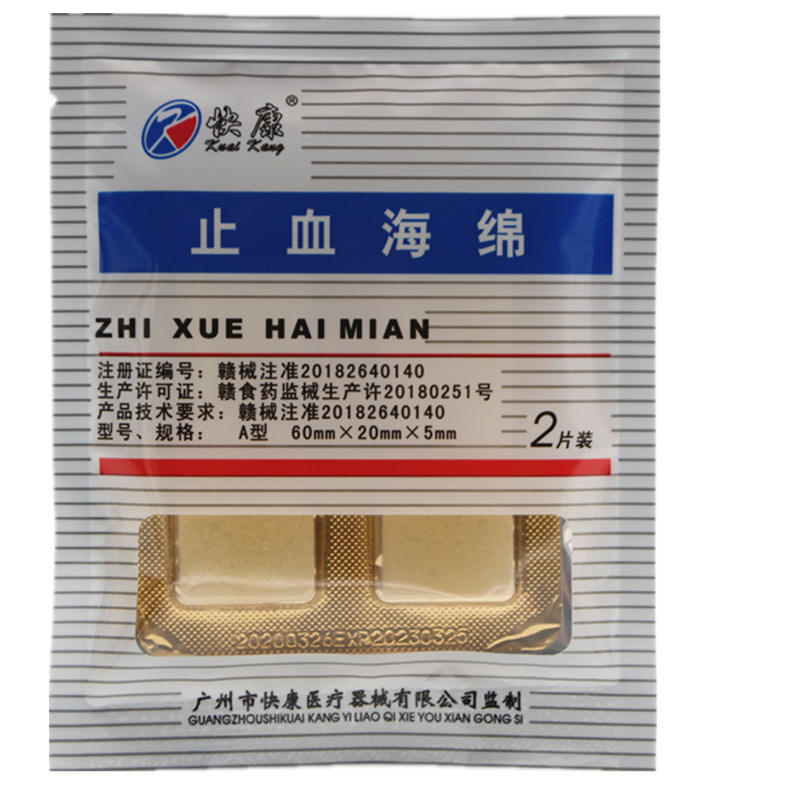 快康®
Kuai Kang
止血海绵
ZHI XUE HAI MIAN
注册证编号：赣械注准20182640140
生产许可证：赣食药监械生产许20180251号
产品技术要求：赣械注准20182640140
型号、规格： A型 60mm×20mm×5mm
2片装
20200326EXP20230325
广州市快康医疗器械有限公司监制
GUANGZHOUSHIKUAI KANG YI LIAO QI XIE YOU XIAN GONG SI